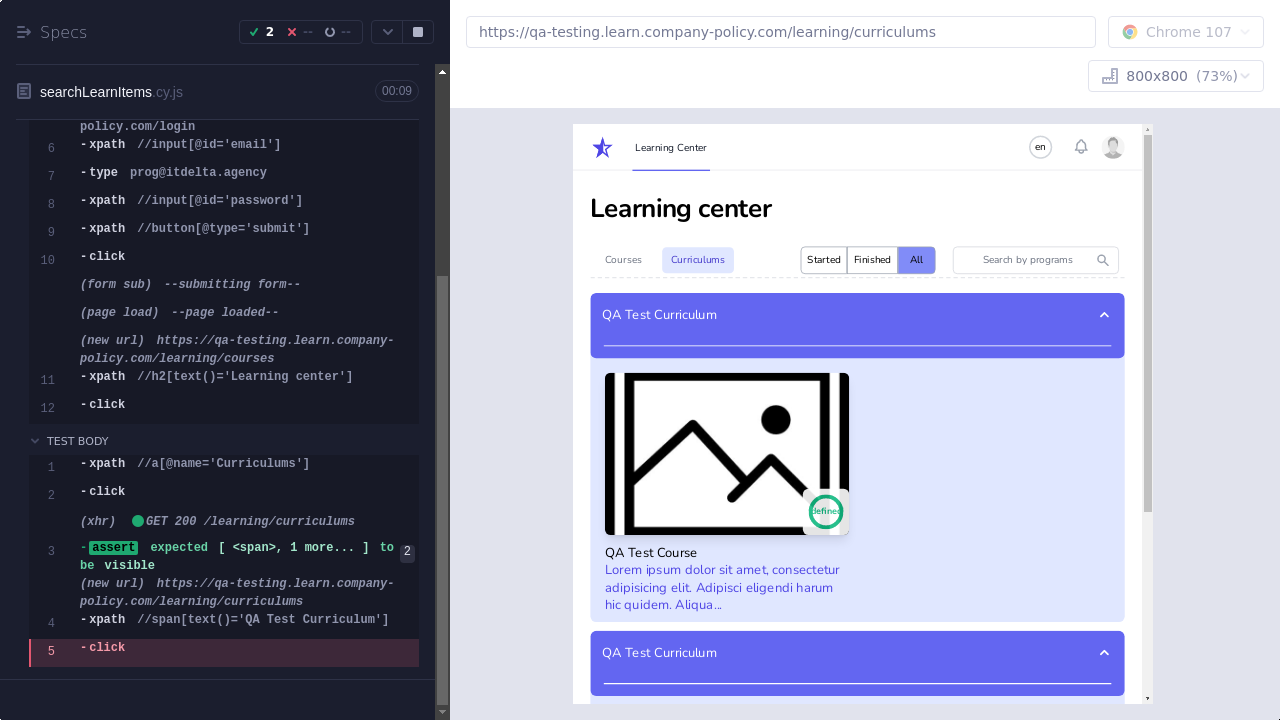 Specs
2 -- --
searchLearnItems.cy.js 00:09
policy.com/login
6 -xpath //input[@id='email']
7 -type prog@itdelta.agency
8 -xpath //input[@id='password']
9 -xpath //button[@type='submit']
10 -click
(form sub) --submitting form--
(page load) --page loaded--
(new url) https://qa-testing.learn.company-
policy.com/learning/courses
11 -xpath //h2[text()='Learning center']
12 -click
TEST BODY
1 -xpath //a[@name='Curriculums']
2 -click
(xhr) GET 200 /learning/curriculums
3 -assert expected [ <span>, 1 more... ] to 2
be visible
(new url) https://qa-testing.learn.company-
policy.com/learning/curriculums
4 -xpath //span[text()='QA Test Curriculum']
5 -click
https://qa-testing.learn.company-policy.com/learning/curriculums
Chrome 107
800x800 (73%)
Learning Center
en
Learning center
Courses Curriculums Started Finished All Search by programs
QA Test Curriculum
defined
QA Test Course
Lorem ipsum dolor sit amet, consectetur
adipisicing elit. Adipisci eligendi harum
hic quidem. Aliqua...
QA Test Curriculum